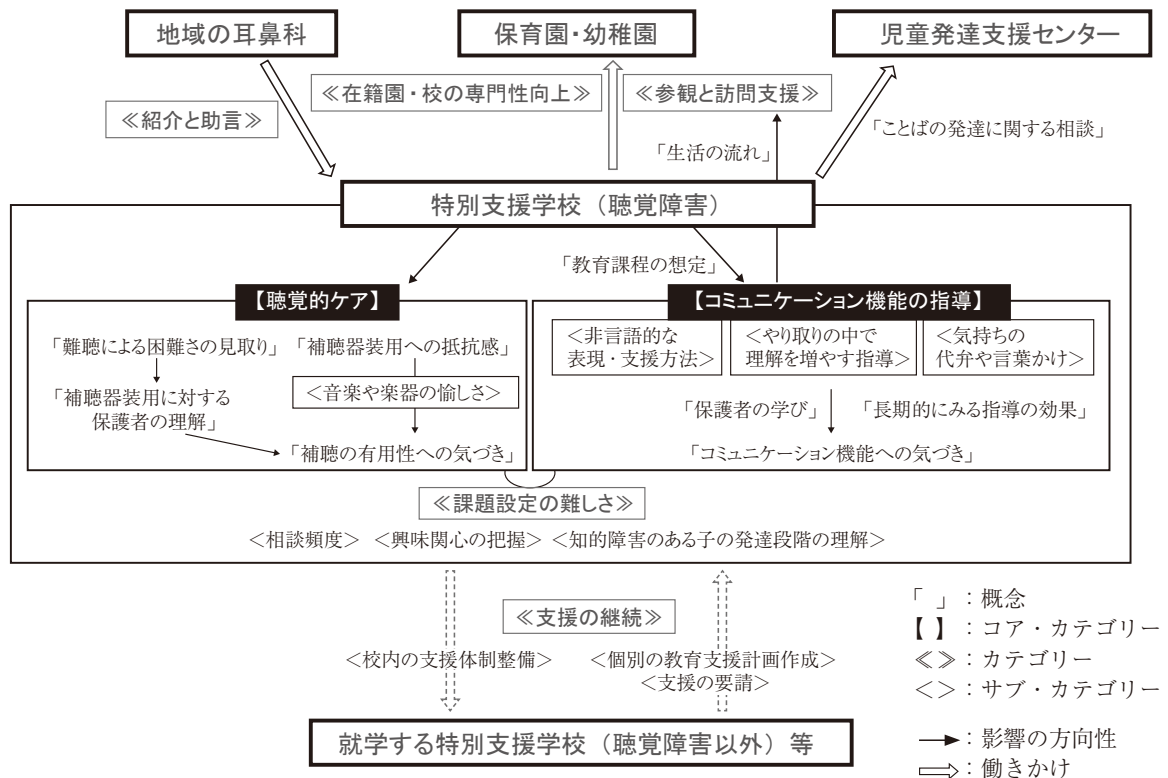 地域の耳鼻科
保育園・幼稚園
児童発達支援センター
≪紹介と助言≫
≪在籍園・校の専門性向上≫
≪参観と訪問支援≫
「ことばの発達に関する相談」
「生活の流れ」
特別支援学校（聴覚障害）
「教育課程の想定」
【聴覚的ケア】
「難聴による困難さの見取り」
「補聴器装用への抵抗感」
＜音楽や楽器の愉しさ＞
「補聴器装用に対する
保護者の理解」
「補聴の有用性への気づき」
【コミュニケーション機能の指導】
＜非言語的な
表現・支援方法＞
＜やり取りの中で
理解を増やす指導＞
＜気持ちの
代弁や言葉かけ＞
「保護者の学び」
「長期的にみる指導の効果」
「コミュニケーション機能への気づき」
≪課題設定の難しさ≫
＜相談頻度＞ ＜興味関心の把握＞ ＜知的障害のある子の発達段階の理解＞
≪支援の継続≫
＜校内の支援体制整備＞
＜個別の教育支援計画作成＞
＜支援の要請＞
就学する特別支援学校（聴覚障害以外）等
「 」：概念
【 】：コア・カテゴリー
≪ ≫：カテゴリー
＜ ＞：サブ・カテゴリー
：影響の方向性
：働きかけ